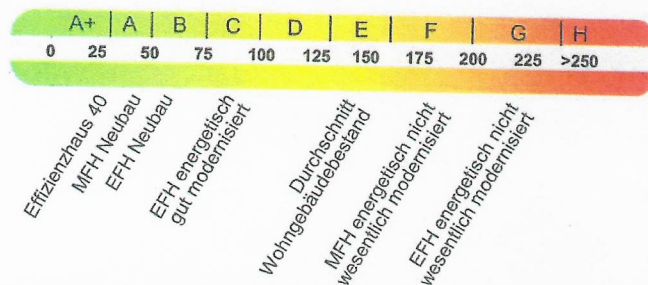 A+ A B C D E F G H
0 25 50 75 100 125 150 175 200 225 >250
Effizienzhaus 40
MFH Neubau
EFH Neubau
EFH energetisch
gut modernisiert
Durchschnitt
Wohngebäudebestand
MFH energetisch nicht
wesentlich modernisiert
EFH energetisch nicht
wesentlich modernisiert